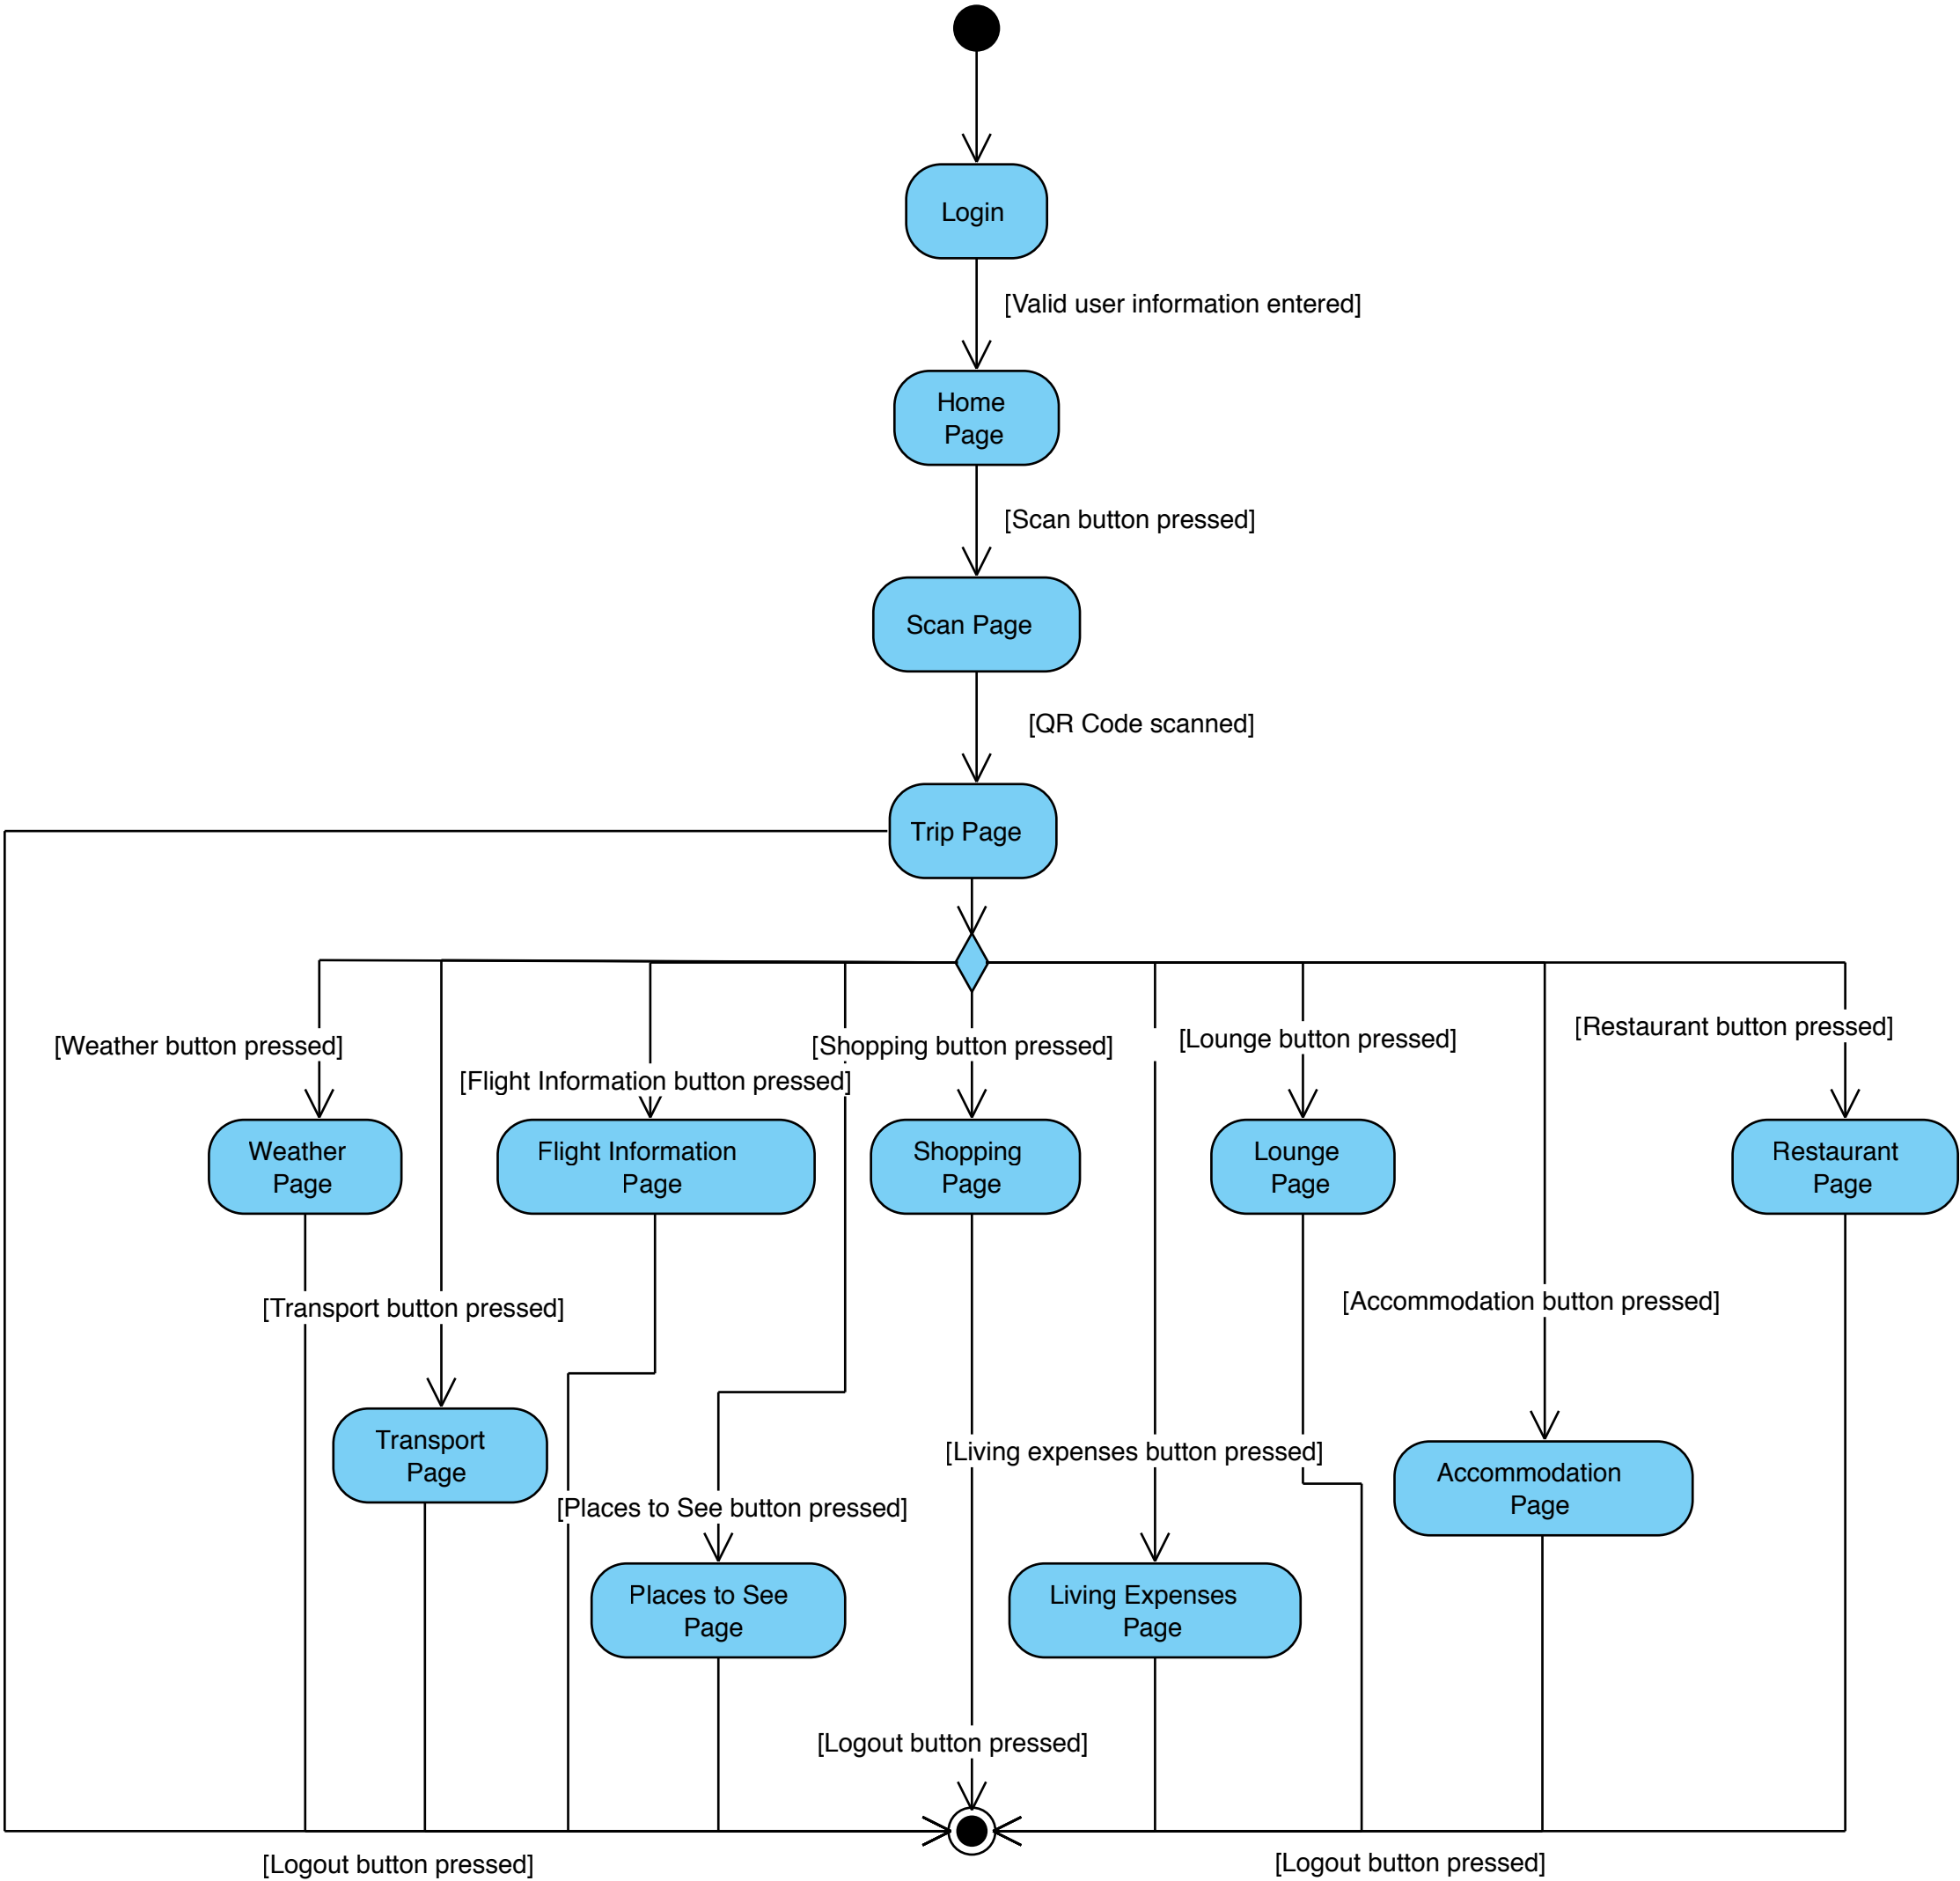 Login
[Valid user information entered]
Home
Page
[Scan button pressed]
Scan Page
[QR Code scanned]
Trip Page
[Weather button pressed]
[Flight Information button pressed]
[Shopping button pressed]
[Lounge button pressed]
[Restaurant button pressed]
Weather
Page
Flight Information
Page
Shopping
Page
Lounge
Page
Restaurant
Page
[Transport button pressed]
[Accommodation button pressed]
Transport
Page
[Living expenses button pressed]
Accommodation
Page
[Places to See button pressed]
Places to See
Page
Living Expenses
Page
[Logout button pressed]
[Logout button pressed]
[Logout button pressed]